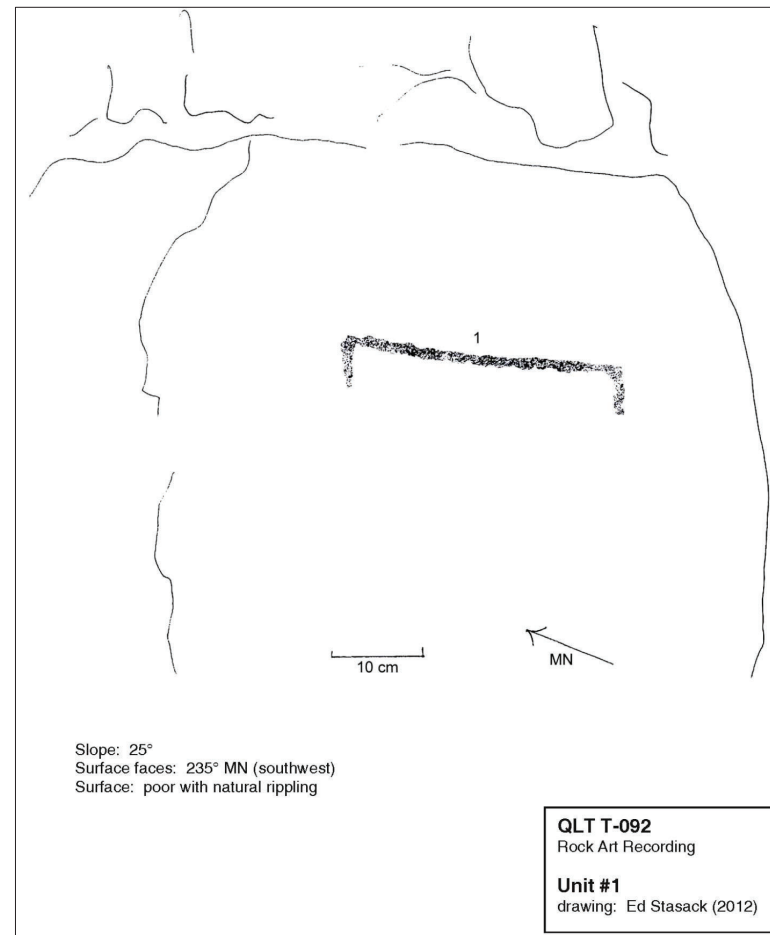 1
10 cm
MN
Slope: 25°
Surface faces: 235° MN (southwest)
Surface: poor with natural rippling
QLT T-092
Rock Art Recording
Unit #1
drawing: Ed Stasack (2012)